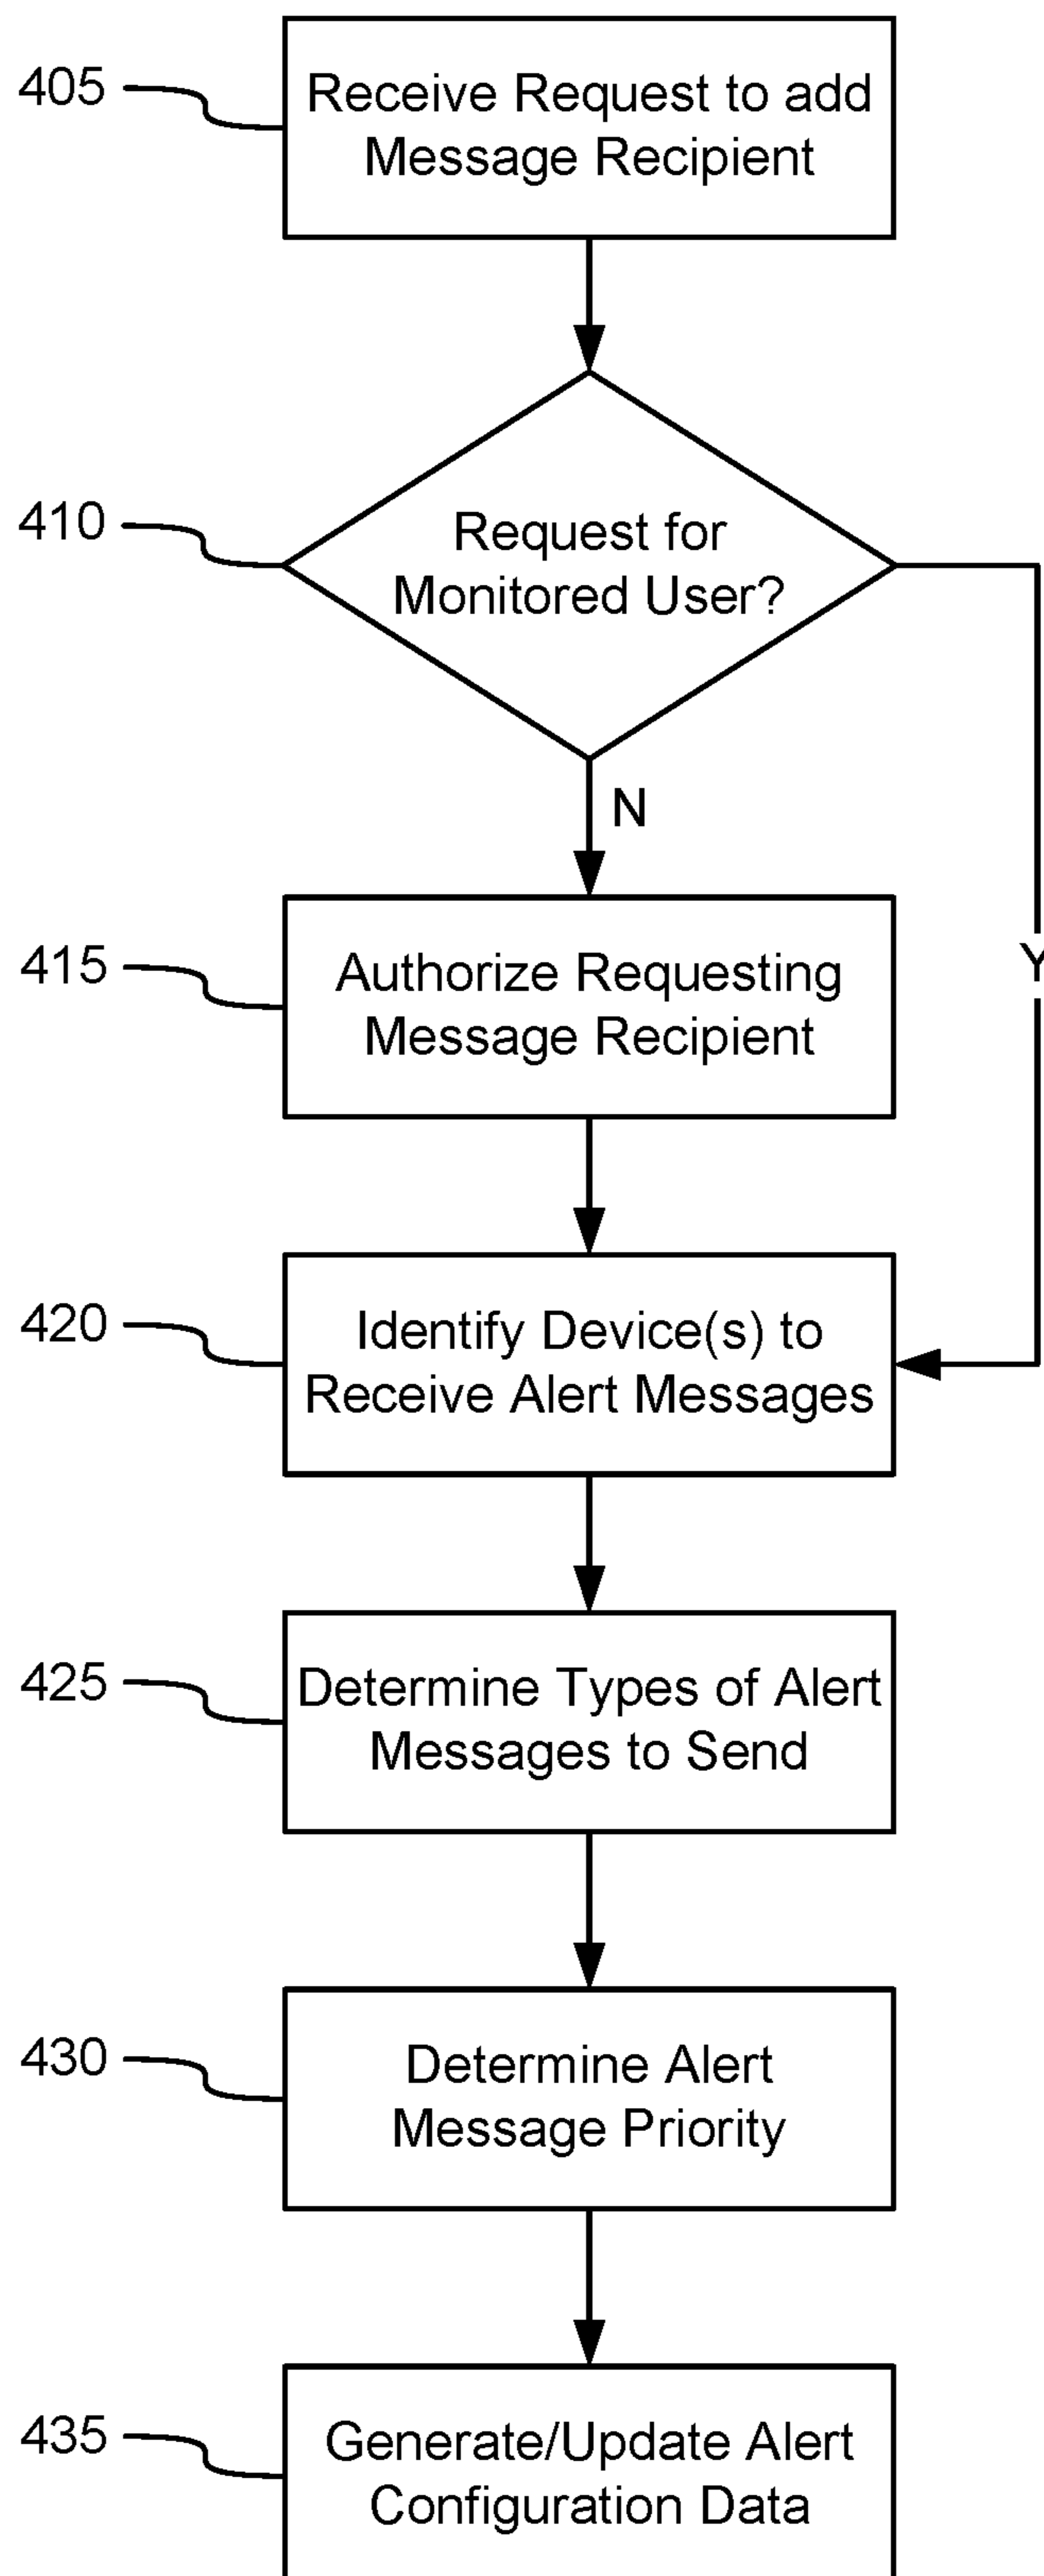 405
Receive Request to add
Message Recipient
410
Request for
Monitored User?
N
Y
415
Authorize Requesting
Message Recipient
420
Identify Device(s) to
Receive Alert Messages
425
Determine Types of Alert
Messages to Send
430
Determine Alert
Message Priority
435
Generate/Update Alert
Configuration Data